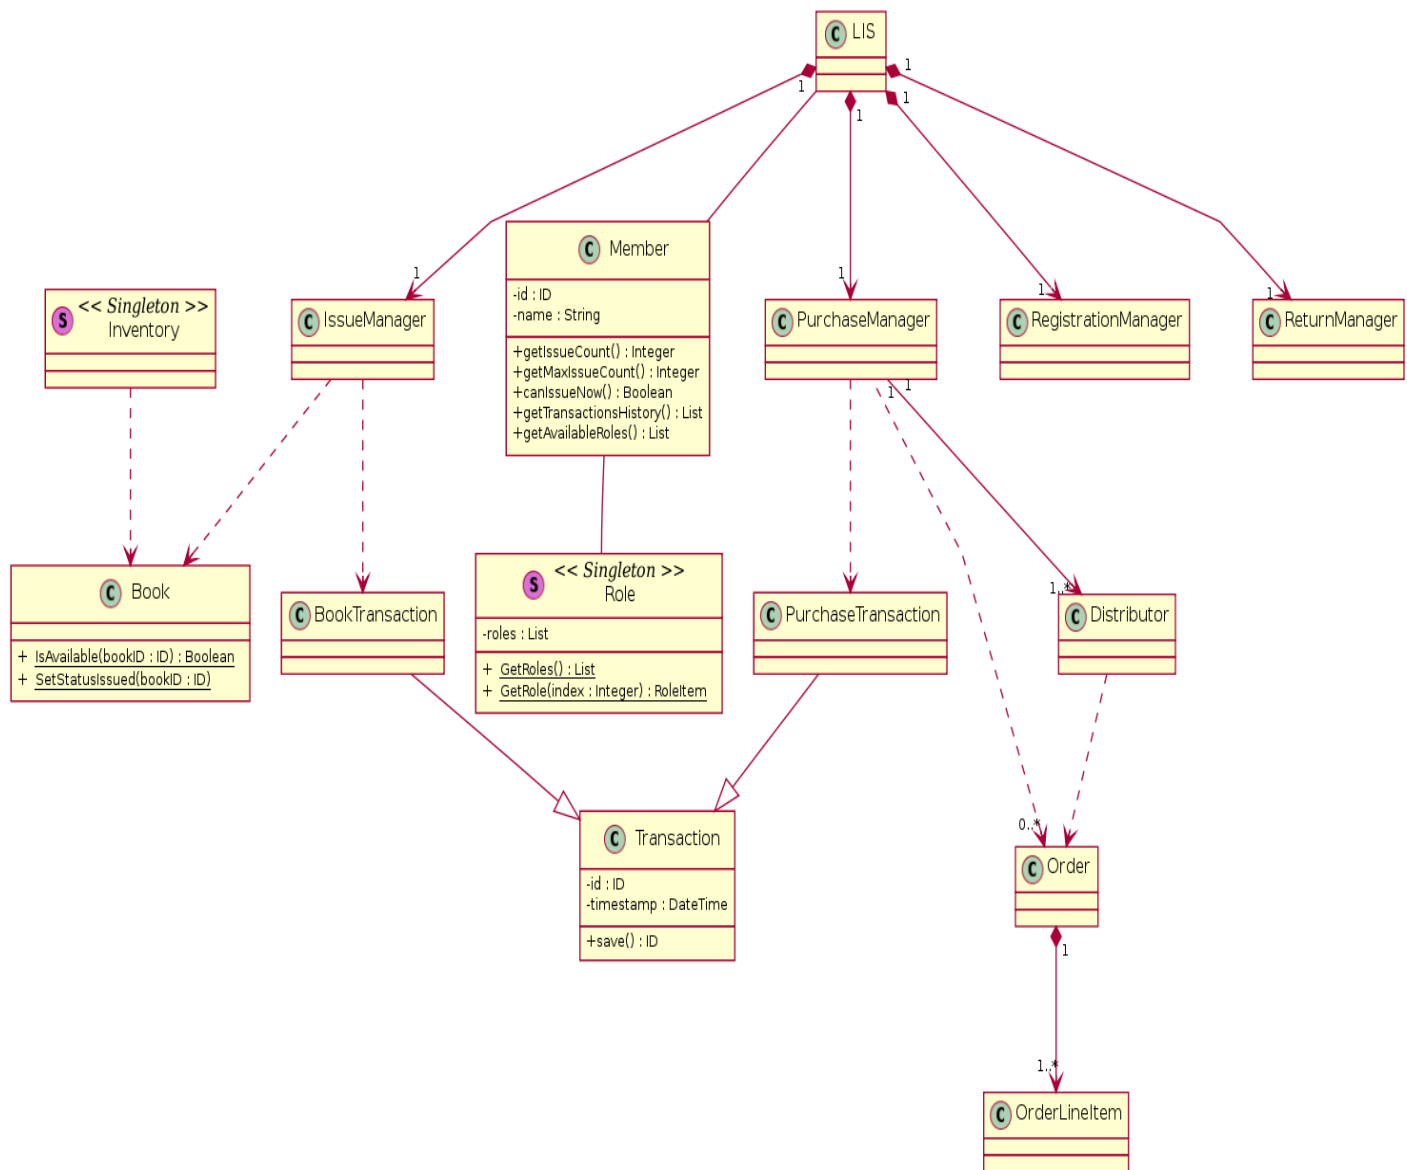 C LIS
1
1
1
1
1
1
1
1
C Member
-id : ID
-name : String
+getIssueCount() : Integer
+getMaxIssueCount() : Integer
+canIssueNow() : Boolean
+getTransactionsHistory() : List
+getAvailableRoles() : List
S << Singleton >>
Inventory
C IssueManager
C PurchaseManager
C RegistrationManager
C ReturnManager
1
1
C Book
+ IsAvailable(bookID : ID) : Boolean
+ SetStatusIssued(bookID : ID)
C BookTransaction
S << Singleton >>
Role
-roles : List
+ GetRoles() : List
+ GetRole(index : Integer) : RoleItem
C PurchaseTransaction
1..*
C Distributor
C Transaction
-id : ID
-timestamp : DateTime
+save() : ID
0..*
C Order
1
1..*
C OrderLineItem